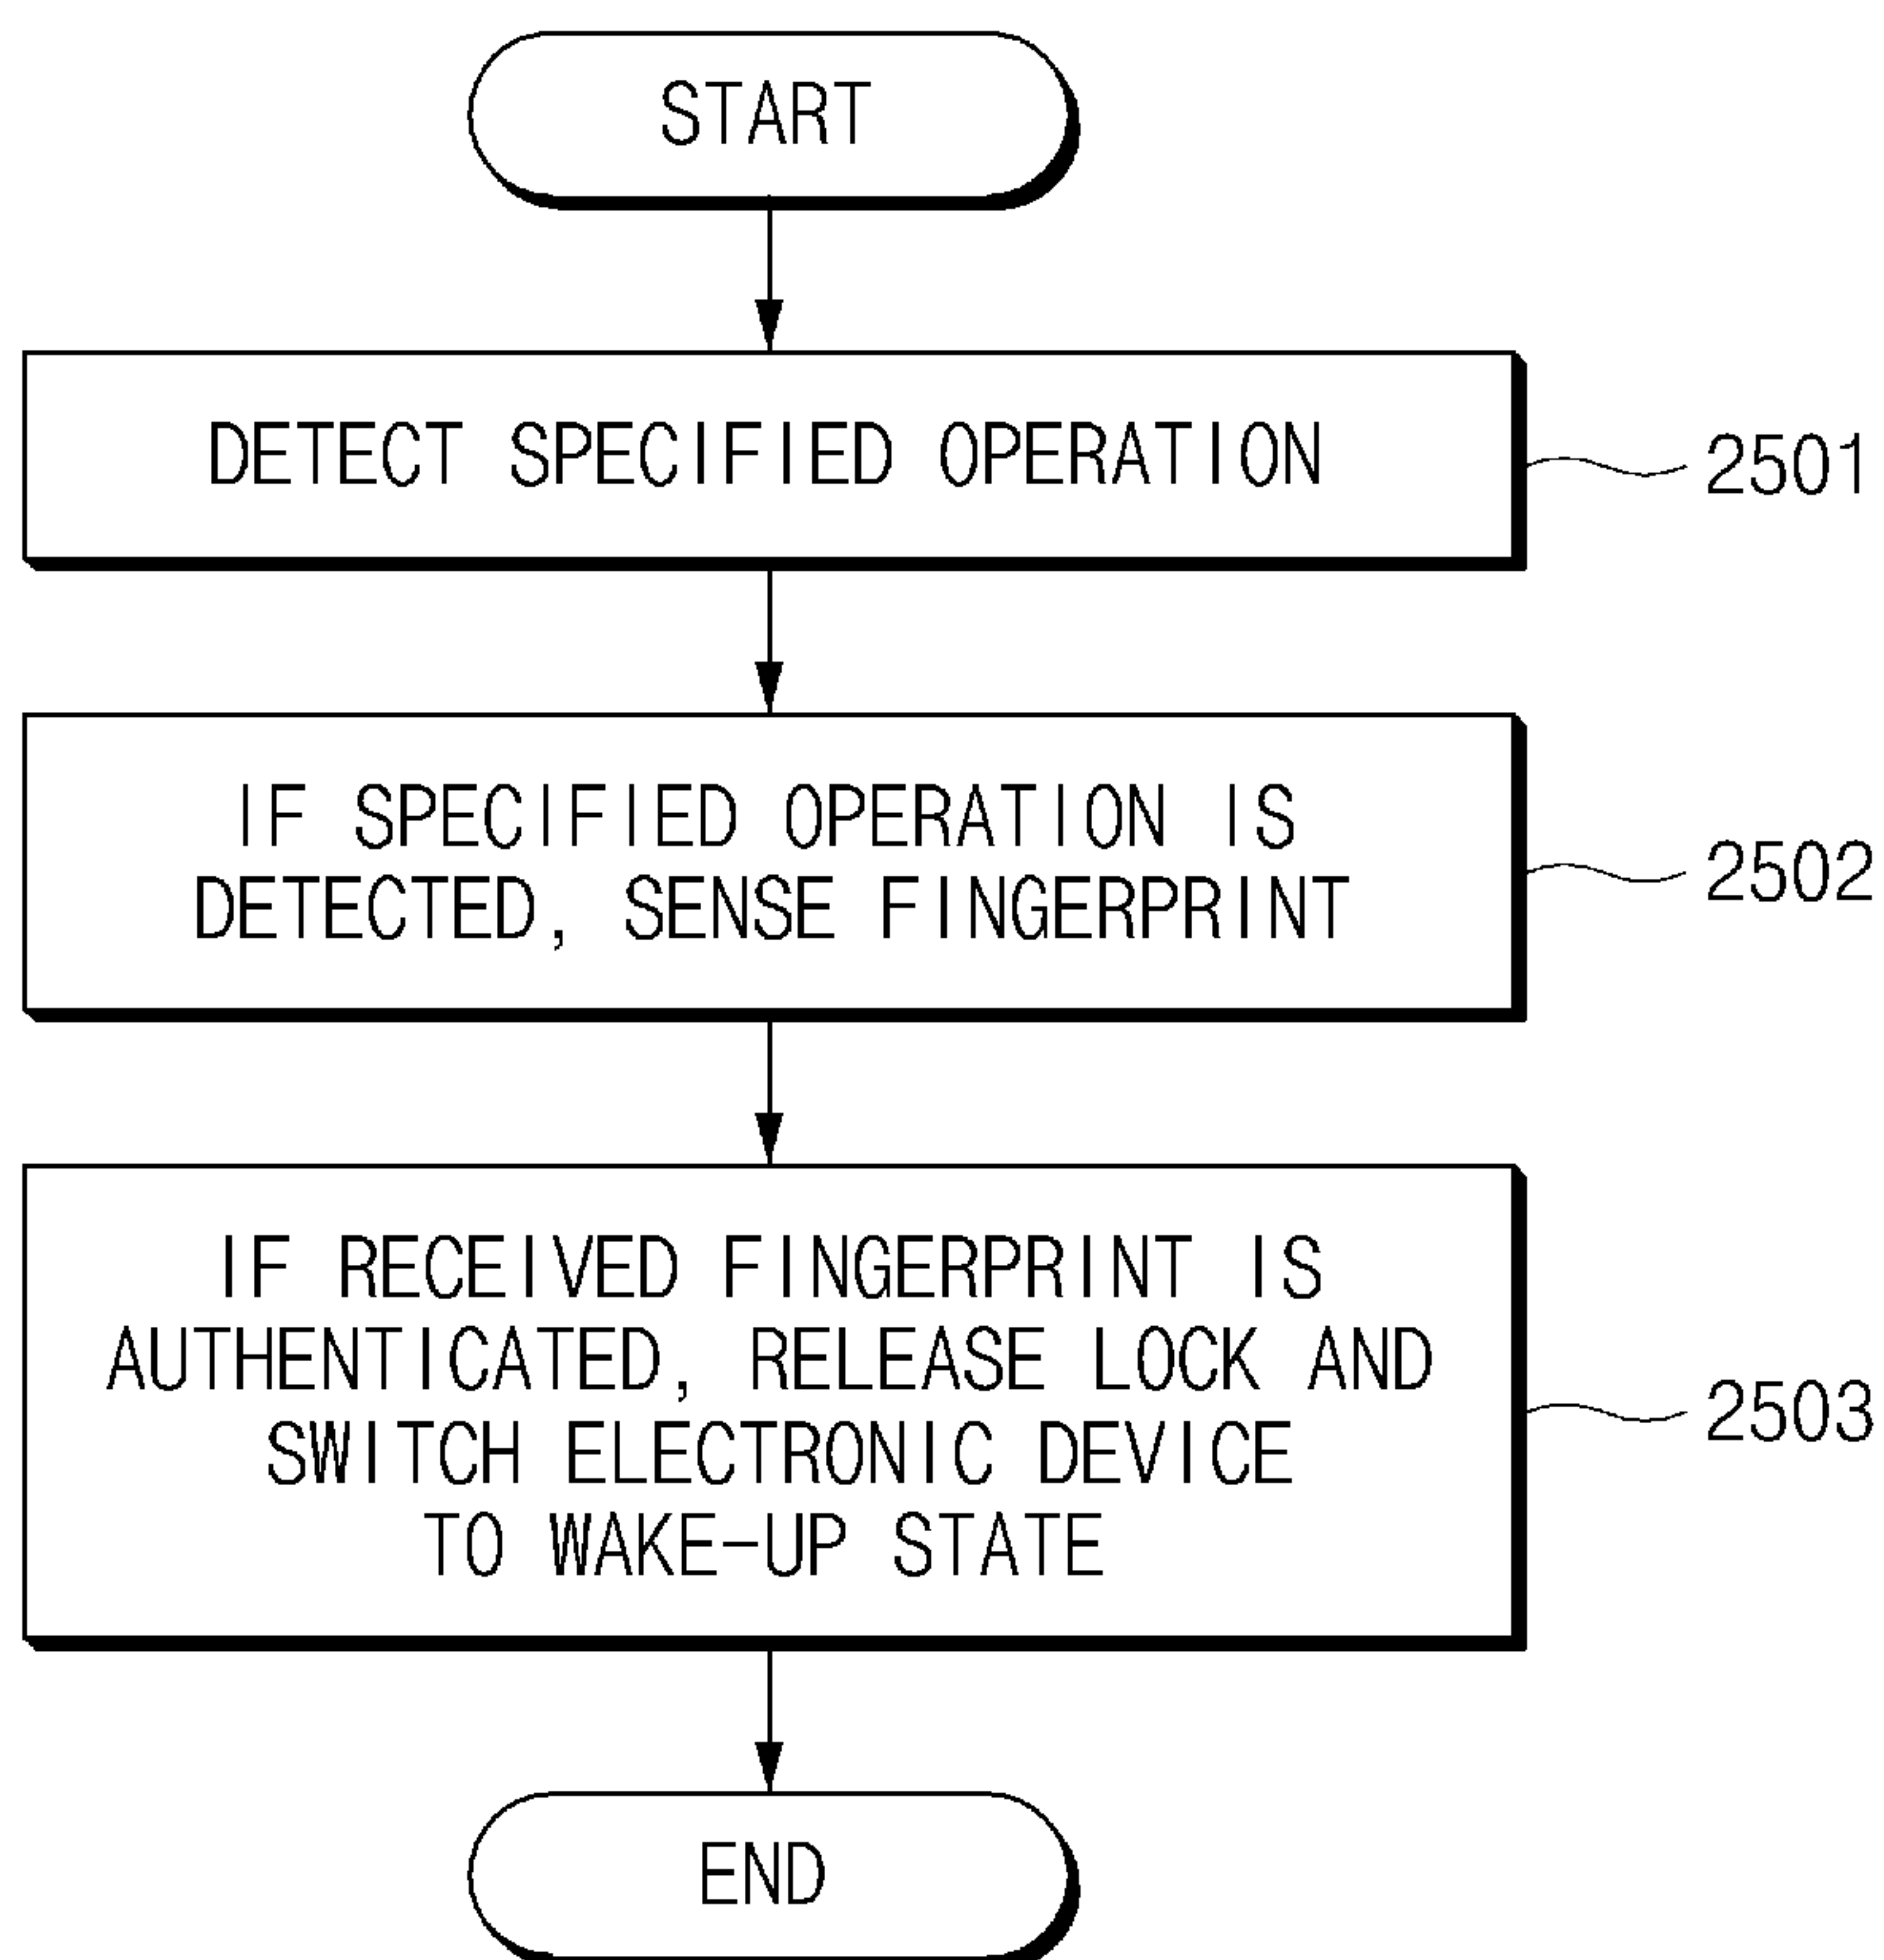 START
DETECT SPECIFIED OPERATION
2501
IF SPECIFIED OPERATION IS
DETECTED, SENSE FINGERPRINT
2502
IF RECEIVED FINGERPRINT IS
AUTHENTICATED, RELEASE LOCK AND
SWITCH ELECTRONIC DEVICE
TO WAKE-UP STATE
2503
END